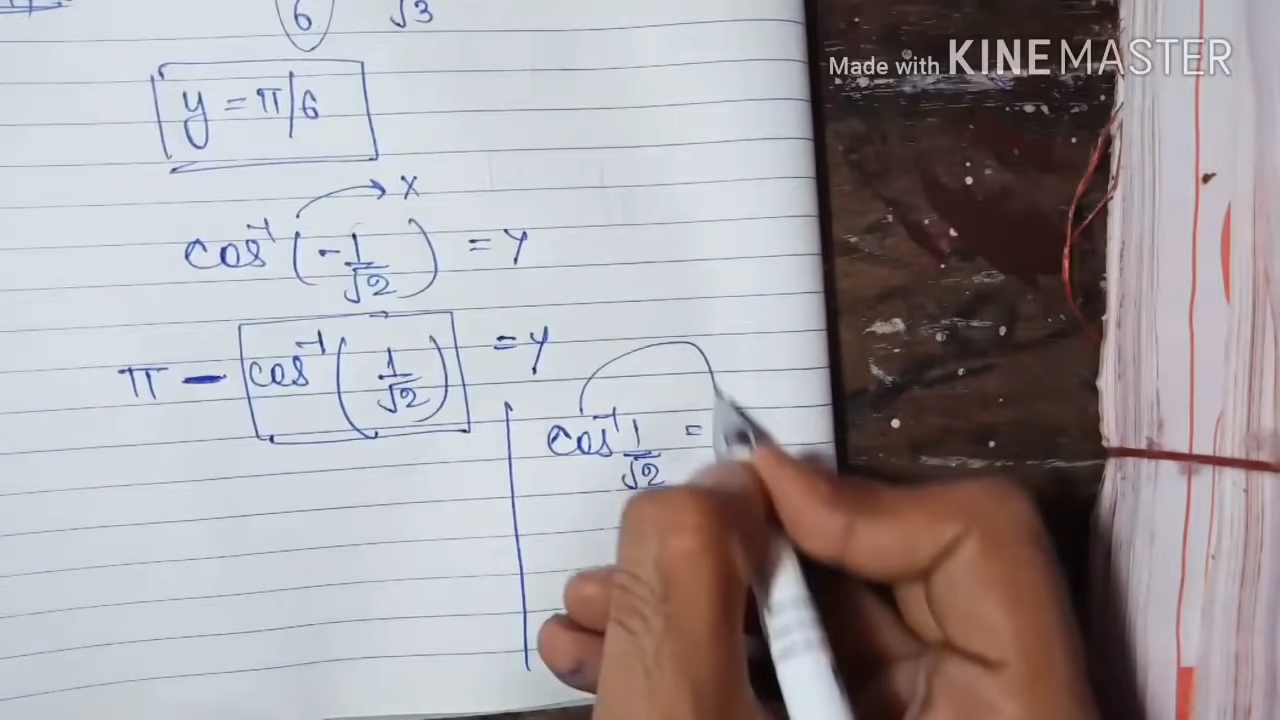 6 √3
Made with KINEMASTER
y = π/6
x
cos⁻¹(-1/√2) = y
π - cos⁻¹(1/√2) = y
cos⁻¹ 1/√2 =